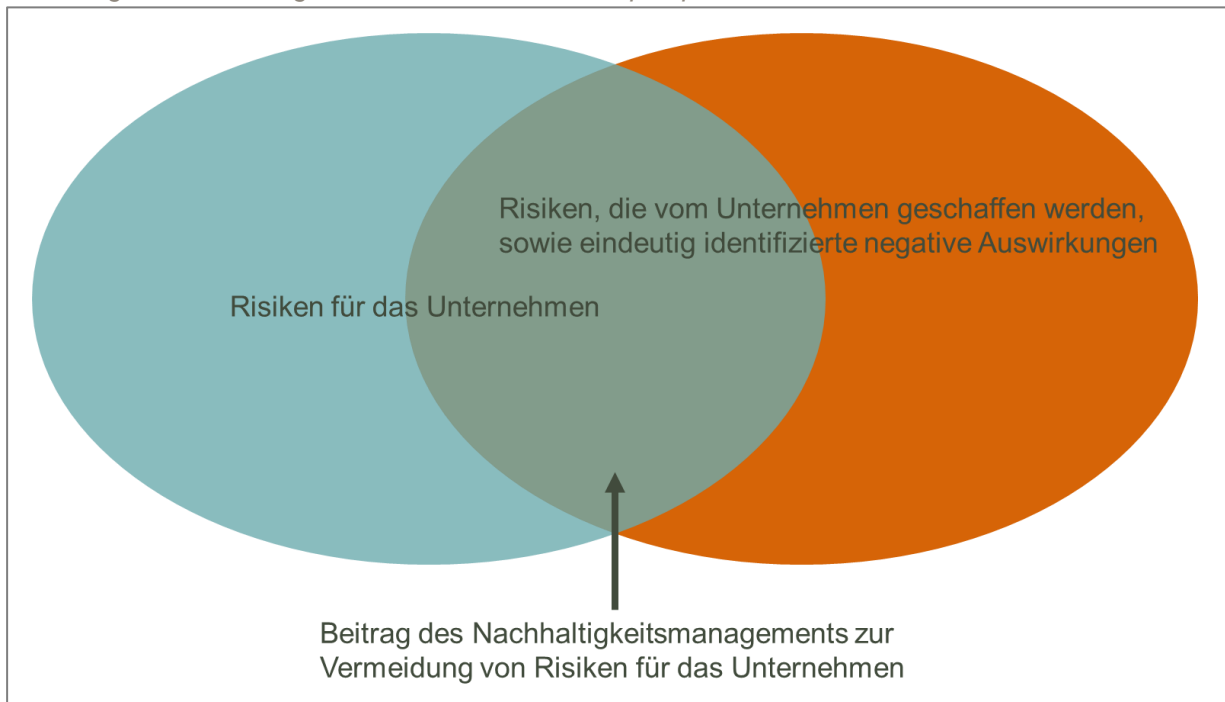 Risiken, die vom Unternehmen geschaffen werden,
sowie eindeutig identifizierte negative Auswirkungen
Risiken für das Unternehmen
Beitrag des Nachhaltigkeitsmanagements zur
Vermeidung von Risiken für das Unternehmen